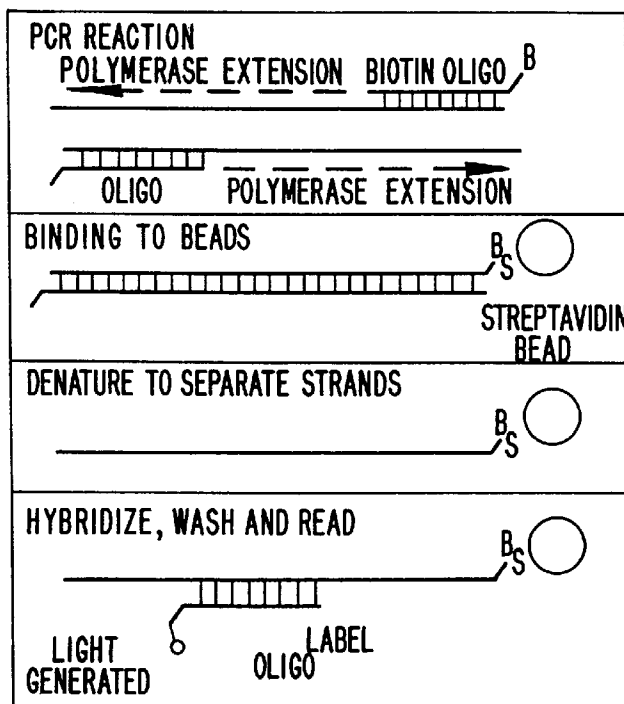 PCR REACTION
POLYMERASE EXTENSION BIOTIN OLIGO B
OLIGO POLYMERASE EXTENSION
BINDING TO BEADS
B
S
STREPTAVIDIN
BEAD
DENATURE TO SEPARATE STRANDS
B
S
HYBRIDIZE, WASH AND READ
B
S
LIGHT
GENERATED
LABEL
OLIGO